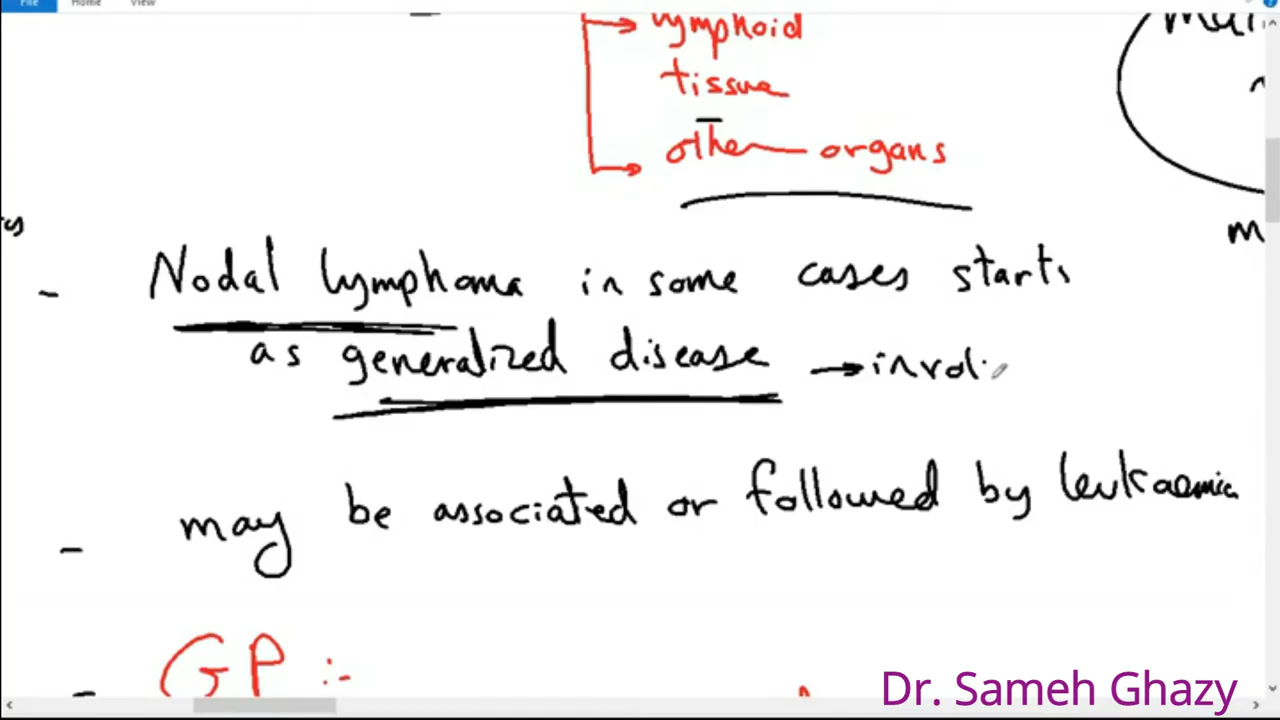 File Home View
lymphoid
tissue
other organs
- Nodal lymphoma in some cases starts
as generalized disease → invol
- may be associated or followed by leukaemia
- GP :-
Dr. Sameh Ghazy